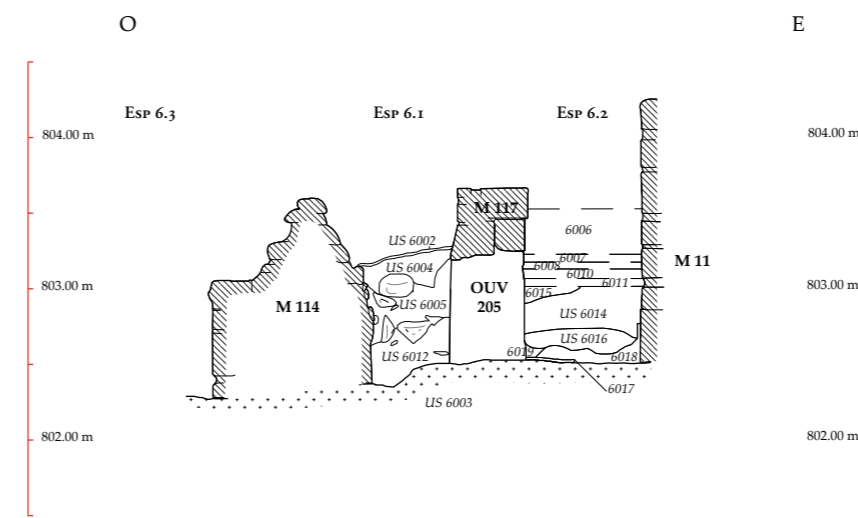 O E
Esp 6.3 Esp 6.1 Esp 6.2
804.00 m 804.00 m
M 117
6006
US 6002
6007
M 11
US 6004
6008
6010
6011
803.00 m 803.00 m
OUV
205
6015
M 114
US 6005
US 6014
US 6016
US 6012
6019
6018
6017
US 6003
802.00 m 802.00 m